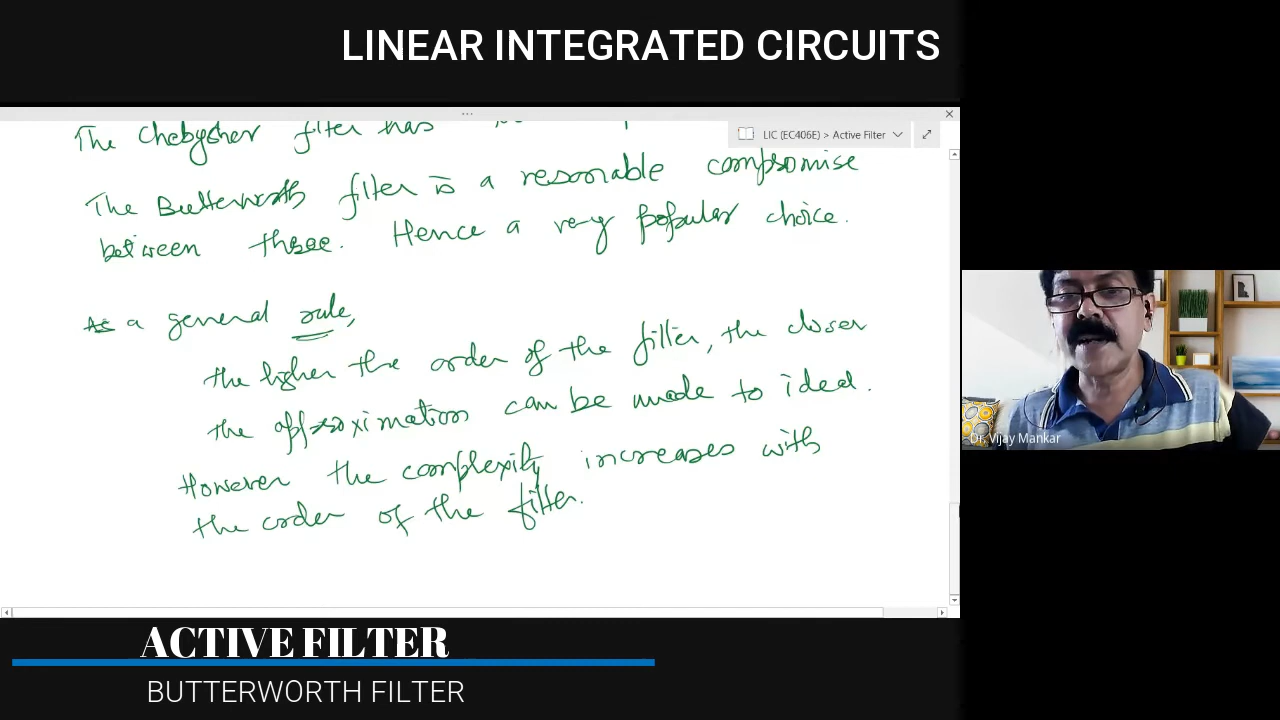 LINEAR INTEGRATED CIRCUITS
LIC (EC406E) > Active Filter
The Chebyshev filter has
The Butterworth filter is a resonable compromise
between these. Hence a very popular choice.
As a general rule,
the higher the order of the filter, the closer
the approximation can be made to ideal.
However the complexity increases with
the order of the filter.
Dr. Vijay Mankar
ACTIVE FILTER
BUTTERWORTH FILTER